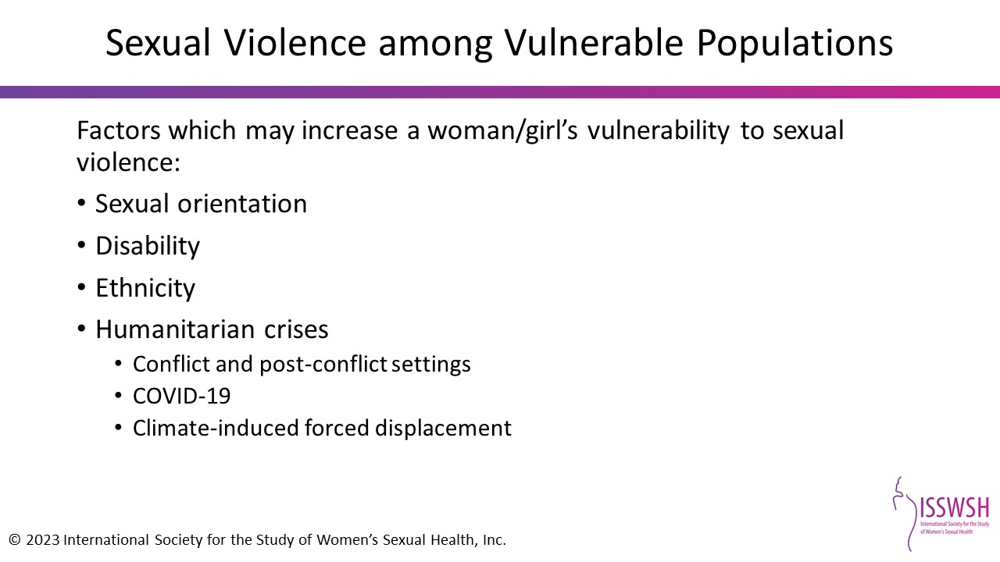 Sexual Violence among Vulnerable Populations
Factors which may increase a woman/girl’s vulnerability to sexual
violence:
• Sexual orientation
• Disability
• Ethnicity
• Humanitarian crises
• Conflict and post-conflict settings
• COVID-19
• Climate-induced forced displacement
ISSWSH
International Society for the Study
of Women's Sexual Health
© 2023 International Society for the Study of Women’s Sexual Health, Inc.